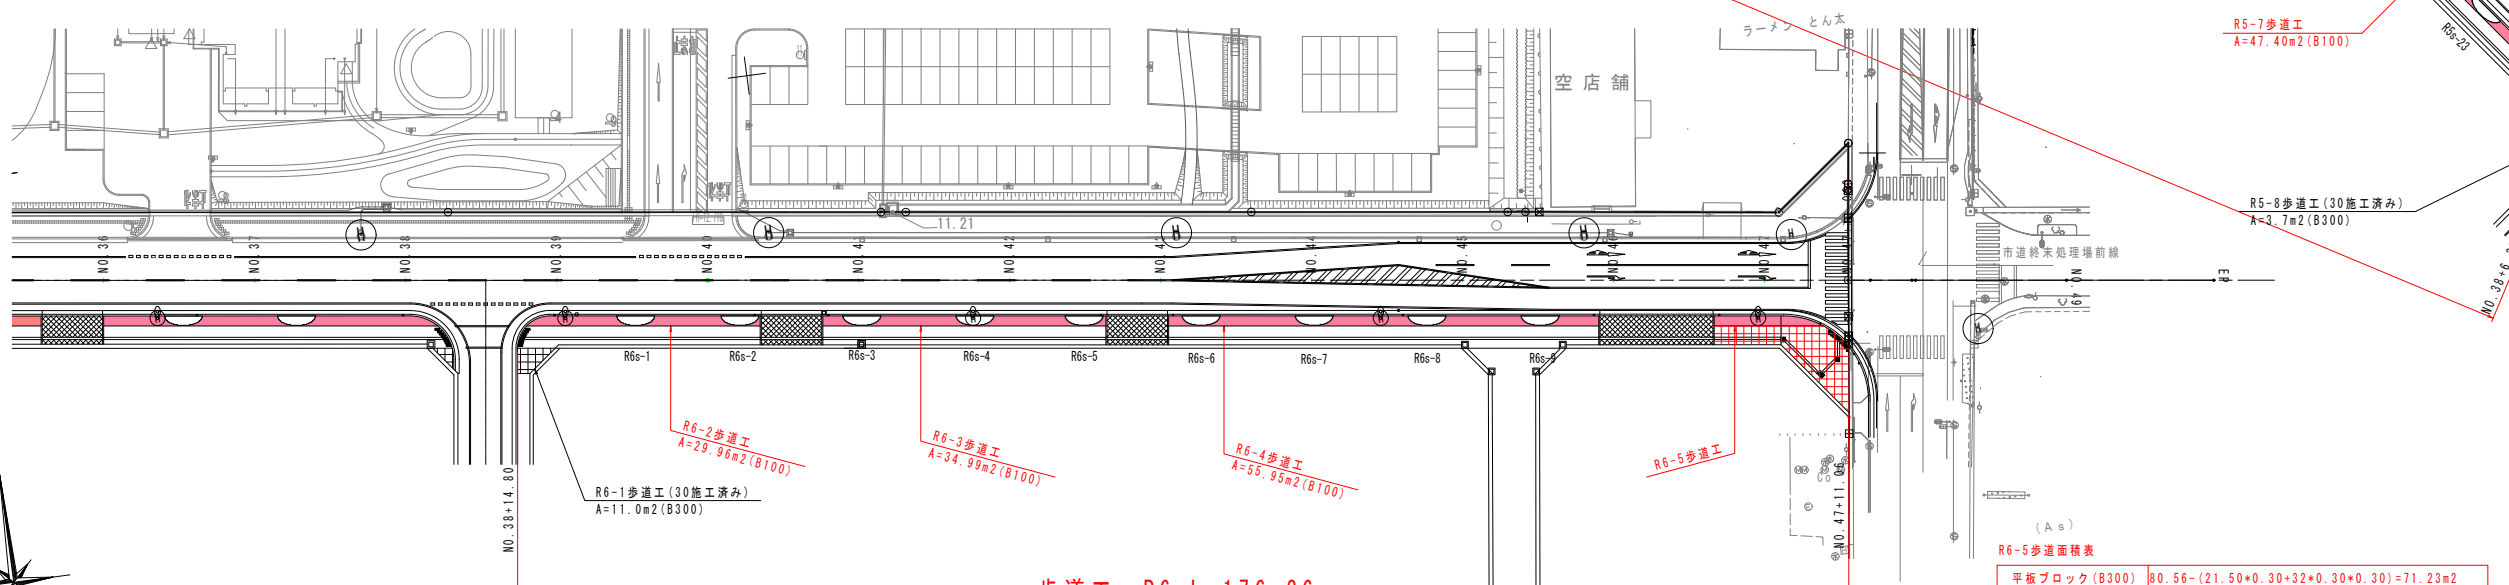 ラーメン とん太
R5-7歩道工
A=47.40m2(B100)
R5s-23
空店舗
R5-8歩道工(30施工済み)
A=3.7m2(B300)
11.21
市道終末処理場前線
NO.36
NO.37
NO.38
NO.39
NO.40
NO.41
NO.42
NO.43
NO.44
NO.45
NO.46
NO.47
NO.49
EP
NO.38+6
R6s-1
R6s-2
R6s-3
R6s-4
R6s-5
R6s-6
R6s-7
R6s-8
R6s-9
R6-2歩道工
A=29.96m2(B100)
R6-3歩道工
A=34.99m2(B100)
R6-4歩道工
A=55.95m2(B100)
R6-5歩道工
R6-1歩道工(30施工済み)
A=11.0m2(B300)
NO.38+14.80
NO.47+11.06
Co
(As)
R6-5歩道面積表
平板ブロック(B300) 80.56-(21.50*0.30+32*0.30*0.30)=71.23m2